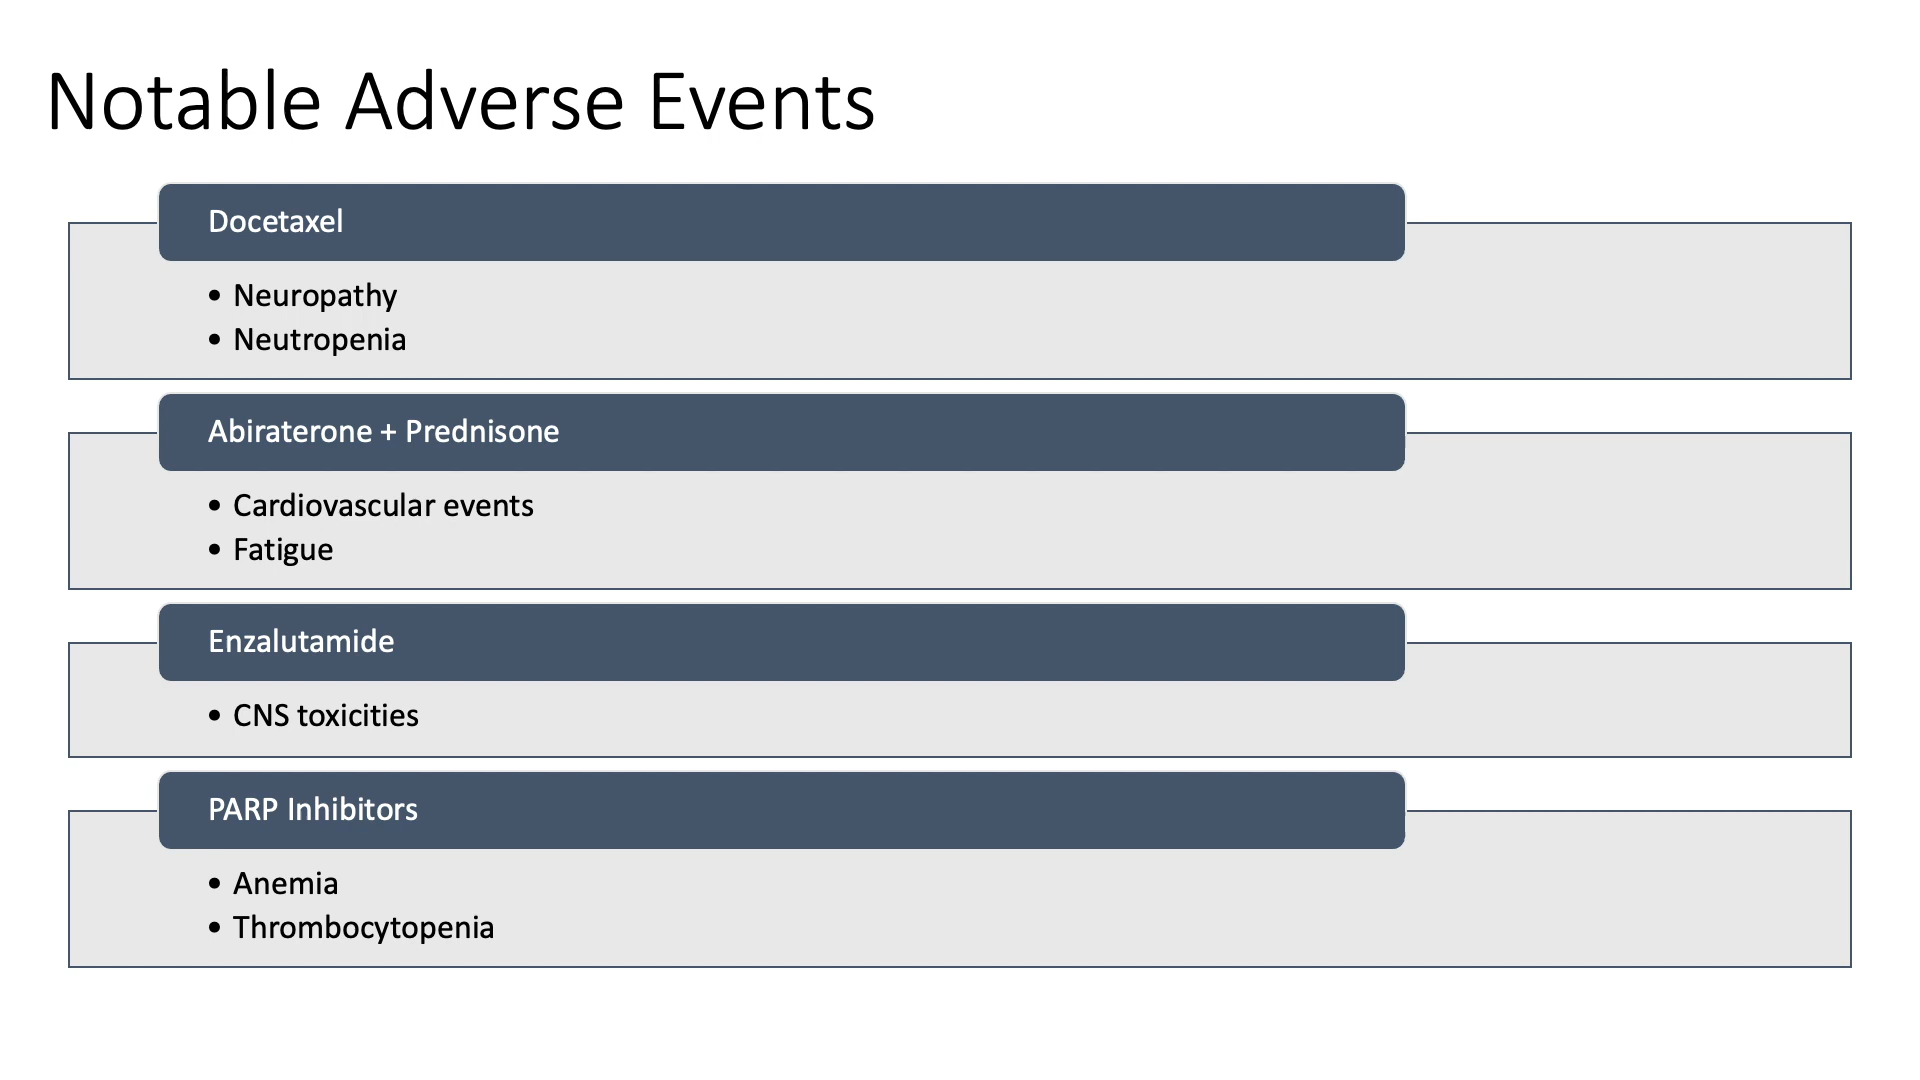 Notable Adverse Events
Docetaxel
• Neuropathy
• Neutropenia
Abiraterone + Prednisone
• Cardiovascular events
• Fatigue
Enzalutamide
• CNS toxicities
PARP Inhibitors
• Anemia
• Thrombocytopenia